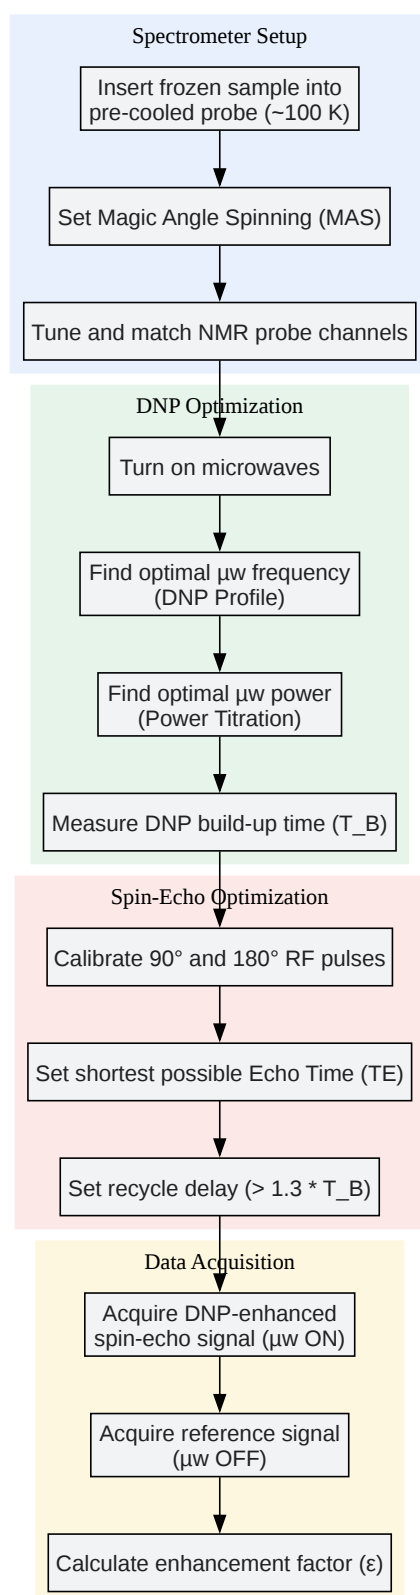 Spectrometer Setup
Insert frozen sample into
pre-cooled probe (~100 K)
Set Magic Angle Spinning (MAS)
Tune and match NMR probe channels
DNP Optimization
Turn on microwaves
Find optimal µw frequency
(DNP Profile)
Find optimal µw power
(Power Titration)
Measure DNP build-up time (T_B)
Spin-Echo Optimization
Calibrate 90° and 180° RF pulses
Set shortest possible Echo Time (TE)
Set recycle delay (> 1.3 * T_B)
Data Acquisition
Acquire DNP-enhanced
spin-echo signal (µw ON)
Acquire reference signal
(µw OFF)
Calculate enhancement factor (ε)